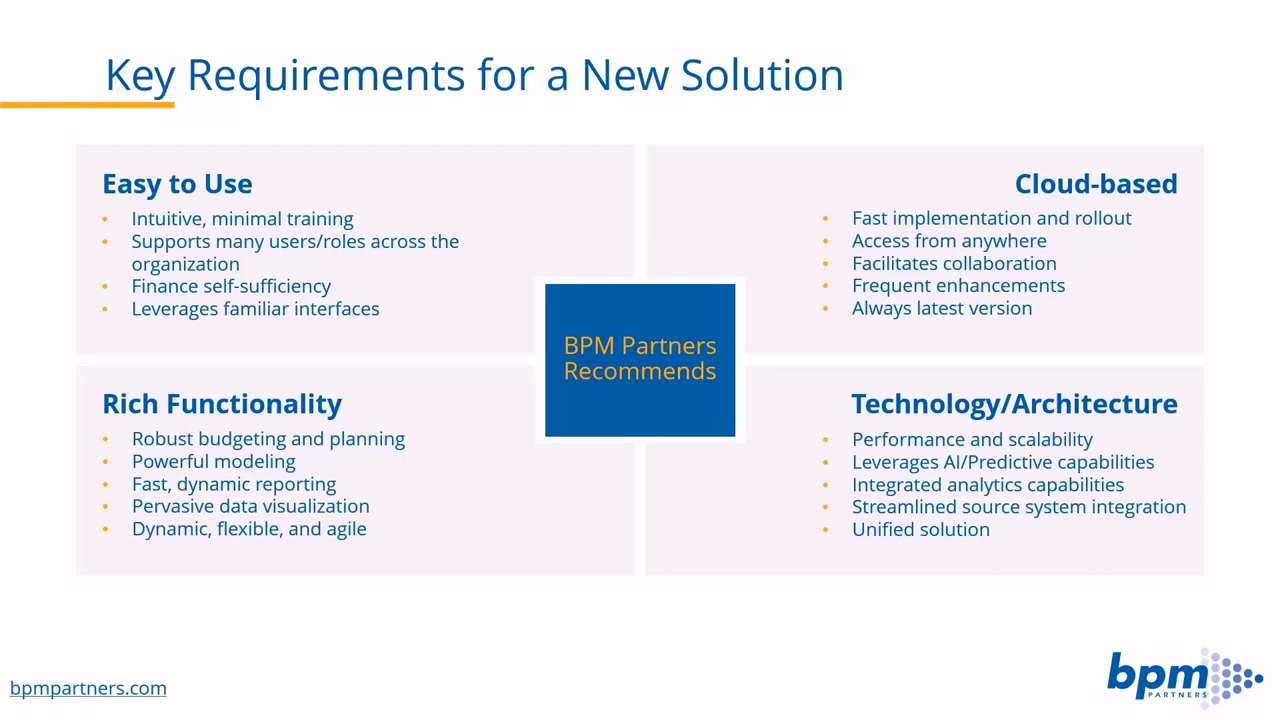 Key Requirements for a New Solution
Easy to Use
• Intuitive, minimal training
• Supports many users/roles across the
organization
• Finance self-sufficiency
• Leverages familiar interfaces
Cloud-based
• Fast implementation and rollout
• Access from anywhere
• Facilitates collaboration
• Frequent enhancements
• Always latest version
BPM Partners
Recommends
Rich Functionality
• Robust budgeting and planning
• Powerful modeling
• Fast, dynamic reporting
• Pervasive data visualization
• Dynamic, flexible, and agile
Technology/Architecture
• Performance and scalability
• Leverages AI/Predictive capabilities
• Integrated analytics capabilities
• Streamlined source system integration
• Unified solution
bpmpartners.com
bpm
PARTNERS